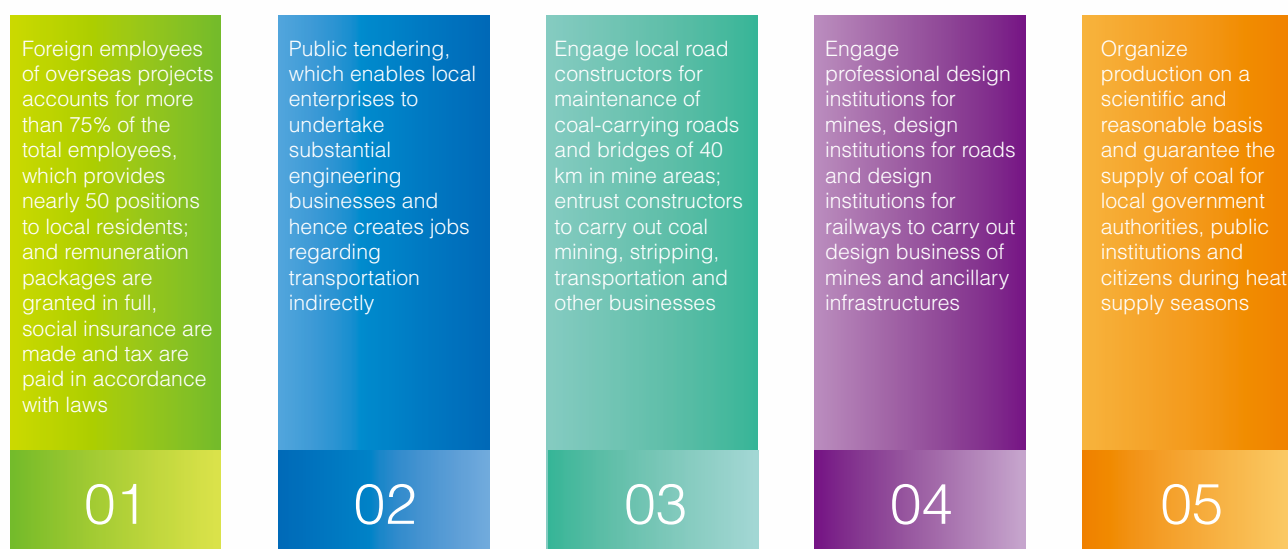 Foreign employees
of overseas projects
accounts for more
than 75% of the
total employees,
which provides
nearly 50 positions
to local residents;
and remuneration
packages are
granted in full,
social insurance are
made and tax are
paid in accordance
with laws
01
Public tendering,
which enables local
enterprises to
undertake
substantial
engineering
businesses and
hence creates jobs
regarding
transportation
indirectly
02
Engage local road
constructors for
maintenance of
coal-carrying roads
and bridges of 40
km in mine areas;
entrust constructors
to carry out coal
mining, stripping,
transportation and
other businesses
03
Engage
professional design
institutions for
mines, design
institutions for roads
and design
institutions for
railways to carry out
design business of
mines and ancillary
infrastructures
04
Organize
production on a
scientific and
reasonable basis
and guarantee the
supply of coal for
local government
authorities, public
institutions and
citizens during heat
supply seasons
05